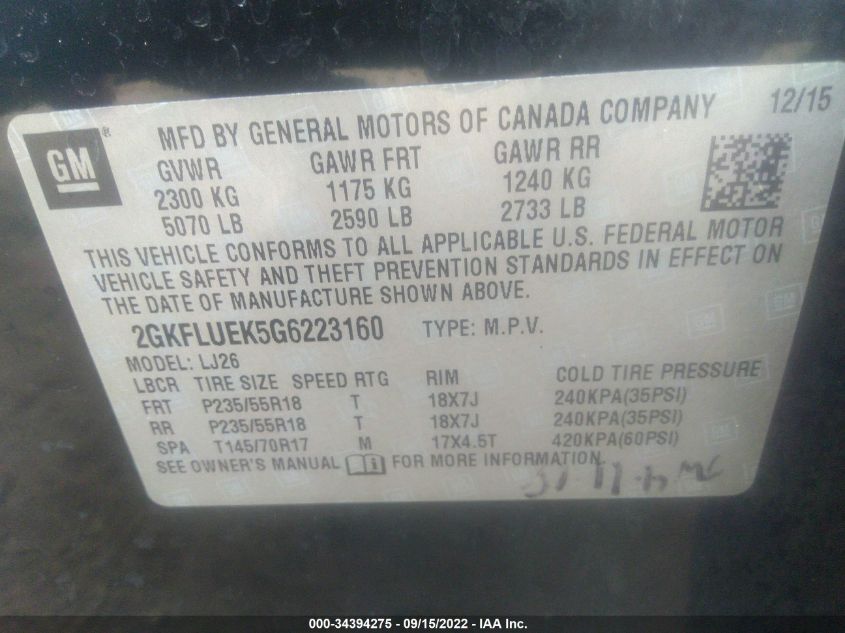 MFD BY GENERAL MOTORS OF CANADA COMPANY 12/15
GM®
GVWR GAWR FRT GAWR RR
2300 KG 1175 KG 1240 KG
5070 LB 2590 LB 2733 LB
THIS VEHICLE CONFORMS TO ALL APPLICABLE U.S. FEDERAL MOTOR
VEHICLE SAFETY AND THEFT PREVENTION STANDARDS IN EFFECT ON
THE DATE OF MANUFACTURE SHOWN ABOVE.
2GKFLUEK5G6223160 TYPE: M.P.V.
MODEL: LJ26
LBCR TIRE SIZE SPEED RTG RIM COLD TIRE PRESSURE
FRT P235/55R18 T 18X7J 240KPA(35PSI)
RR P235/55R18 T 18X7J 240KPA(35PSI)
SPA T145/70R17 M 17X4.5T 420KPA(60PSI)
SEE OWNER'S MANUAL FOR MORE INFORMATION
000-34394275 - 09/15/2022 - IAA Inc.